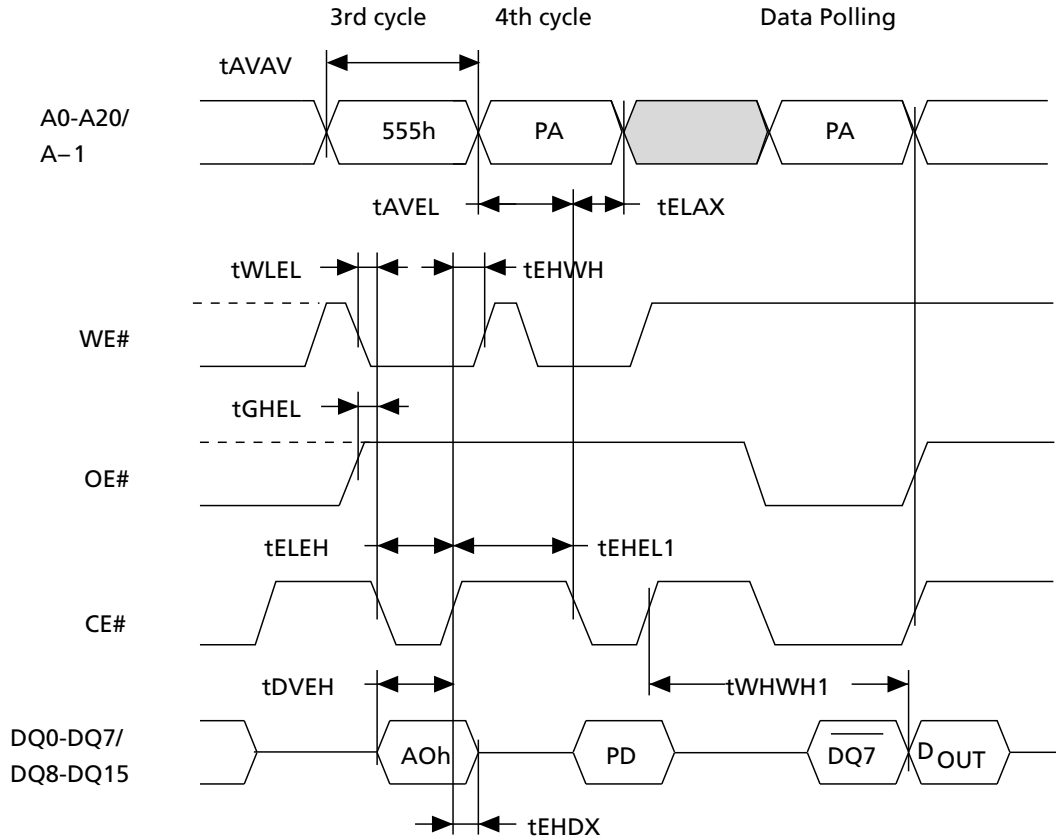 3rd cycle 4th cycle Data Polling
tAVAV
A0-A20/
A–1
555h PA PA
tAVEL tELAX
tWLEL tEHWH
WE#
tGHEL
OE#
tELEH tEHEL1
CE#
tDVEH tWHWH1
DQ0-DQ7/
DQ8-DQ15
AOh PD DQ7 DOUT
tEHDX